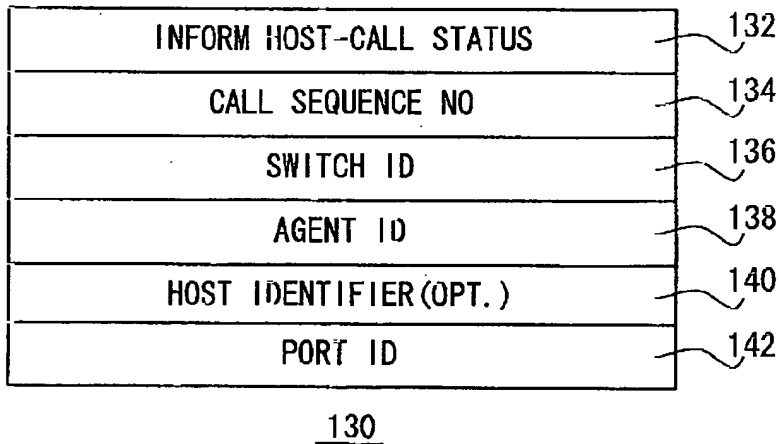 INFORM HOST-CALL STATUS 132
CALL SEQUENCE NO 134
SWITCH ID 136
AGENT ID 138
HOST IDENTIFIER(OPT.) 140
PORT ID 142
130